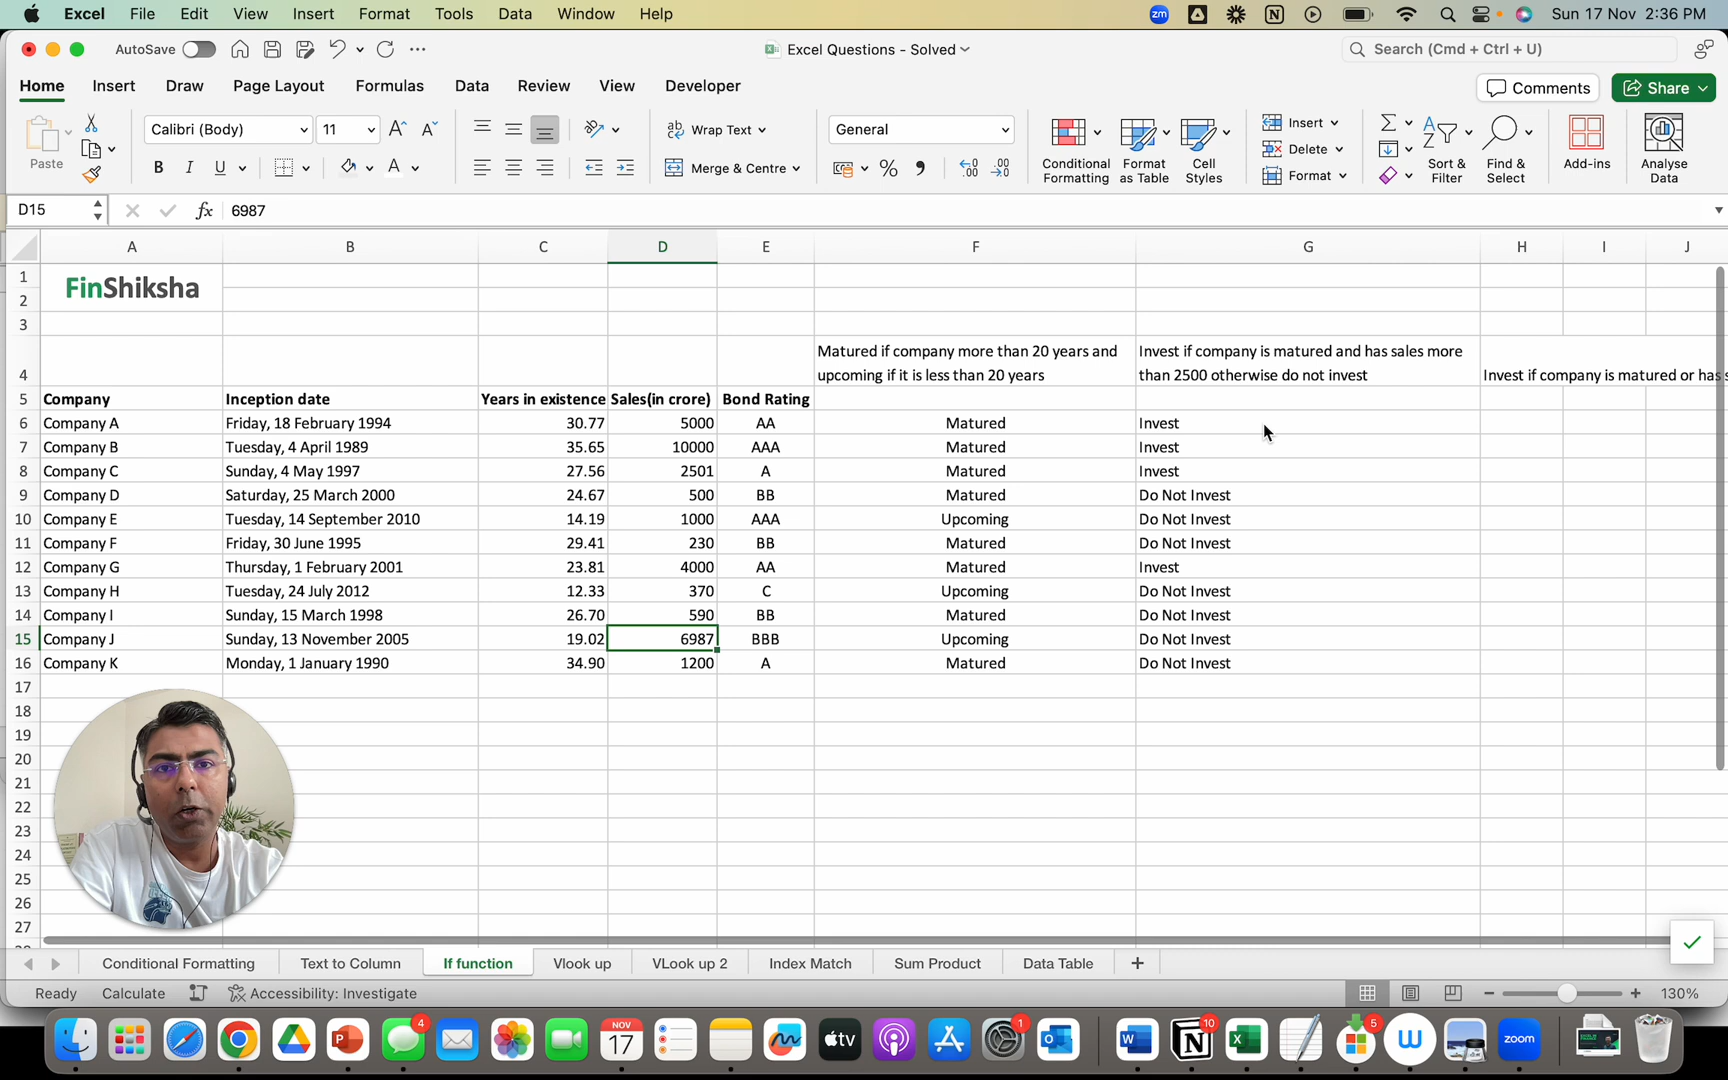 Excel File Edit View Insert Format Tools Data Window Help zm Sun 17 Nov 2:36 PM
AutoSave Excel Questions - Solved Search (Cmd + Ctrl + U)
Home Insert Draw Page Layout Formulas Data Review View Developer Comments Share
Paste Calibri (Body) 11 Wrap Text General Conditional Formatting Format as Table Cell Styles Insert Delete Format Sort & Filter Find & Select Add-ins Analyse Data
B I U A Merge & Centre %
D15 fx 6987
A B C D E F G H I J
1 FinShiksha
2
3
Matured if company more than 20 years and Invest if company is matured and has sales more
4 upcoming if it is less than 20 years than 2500 otherwise do not invest Invest if company is matured or has s
5 Company Inception date Years in existence Sales(in crore) Bond Rating
6 Company A Friday, 18 February 1994 30.77 5000 AA Matured Invest
7 Company B Tuesday, 4 April 1989 35.65 10000 AAA Matured Invest
8 Company C Sunday, 4 May 1997 27.56 2501 A Matured Invest
9 Company D Saturday, 25 March 2000 24.67 500 BB Matured Do Not Invest
10 Company E Tuesday, 14 September 2010 14.19 1000 AAA Upcoming Do Not Invest
11 Company F Friday, 30 June 1995 29.41 230 BB Matured Do Not Invest
12 Company G Thursday, 1 February 2001 23.81 4000 AA Matured Invest
13 Company H Tuesday, 24 July 2012 12.33 370 C Upcoming Do Not Invest
14 Company I Sunday, 15 March 1998 26.70 590 BB Matured Do Not Invest
15 Company J Sunday, 13 November 2005 19.02 6987 BBB Upcoming Do Not Invest
16 Company K Monday, 1 January 1990 34.90 1200 A Matured Do Not Invest
17
18
19
20
21
22
23
24
25
26
27
Conditional Formatting Text to Column If function Vlook up VLook up 2 Index Match Sum Product Data Table +
Ready Calculate Accessibility: Investigate 130%
4 NOV 17 tv 1 10 5 zoom